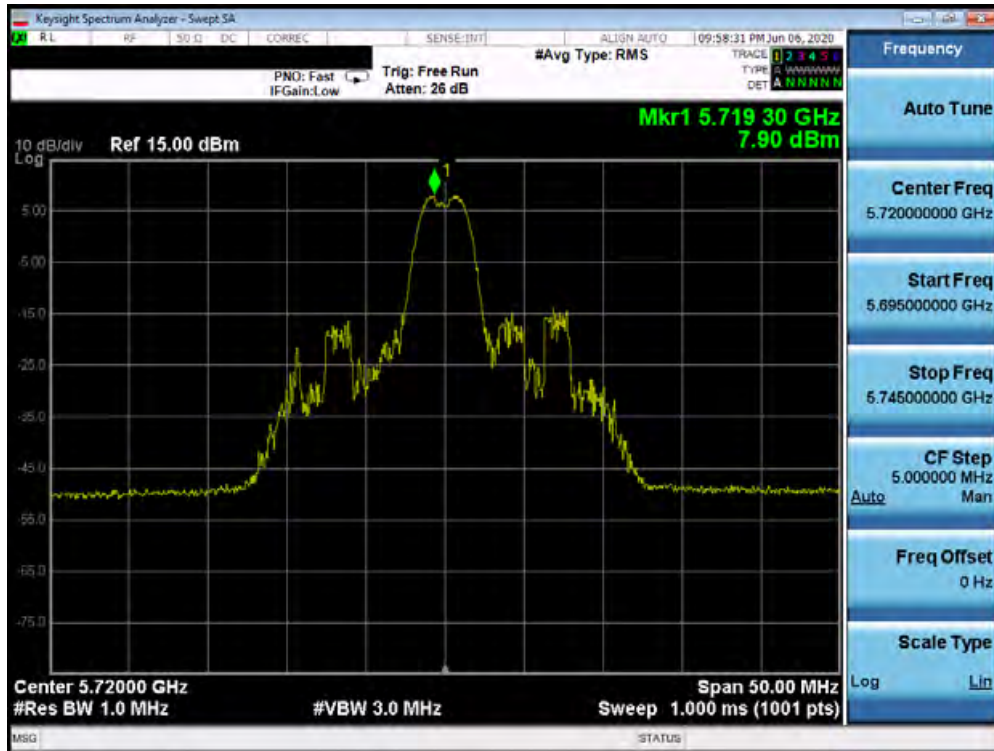 Keysight Spectrum Analyzer - Swept SA
RL RF 50 Ω DC CORREC SENSE:INT ALIGN AUTO 09:58:31 PM Jun 06, 2020
Frequency
#Avg Type: RMS
TRACE 1 2 3 4 5 6
PNO: Fast Trig: Free Run
TYPE A WWWWW
IFGain:Low Atten: 26 dB
DET A N N N N N
Auto Tune
Mkr1 5.719 30 GHz
7.90 dBm
10 dB/div Ref 15.00 dBm
Log
1
5.00
-5.00
-15.0
-25.0
-35.0
-45.0
-55.0
-65.0
-75.0
Center Freq
5.720000000 GHz
Start Freq
5.695000000 GHz
Stop Freq
5.745000000 GHz
CF Step
5.000000 MHz
Auto Man
Freq Offset
0 Hz
Scale Type
Log Lin
Center 5.72000 GHz Span 50.00 MHz
#Res BW 1.0 MHz #VBW 3.0 MHz Sweep 1.000 ms (1001 pts)
MSG STATUS